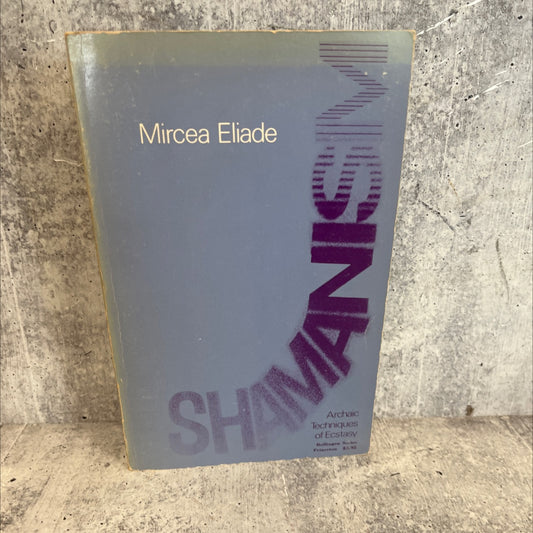 Mircea Eliade
SHAMANISM
Archaic
Techniques
of Ecstasy
Bollingen Series
Princeton